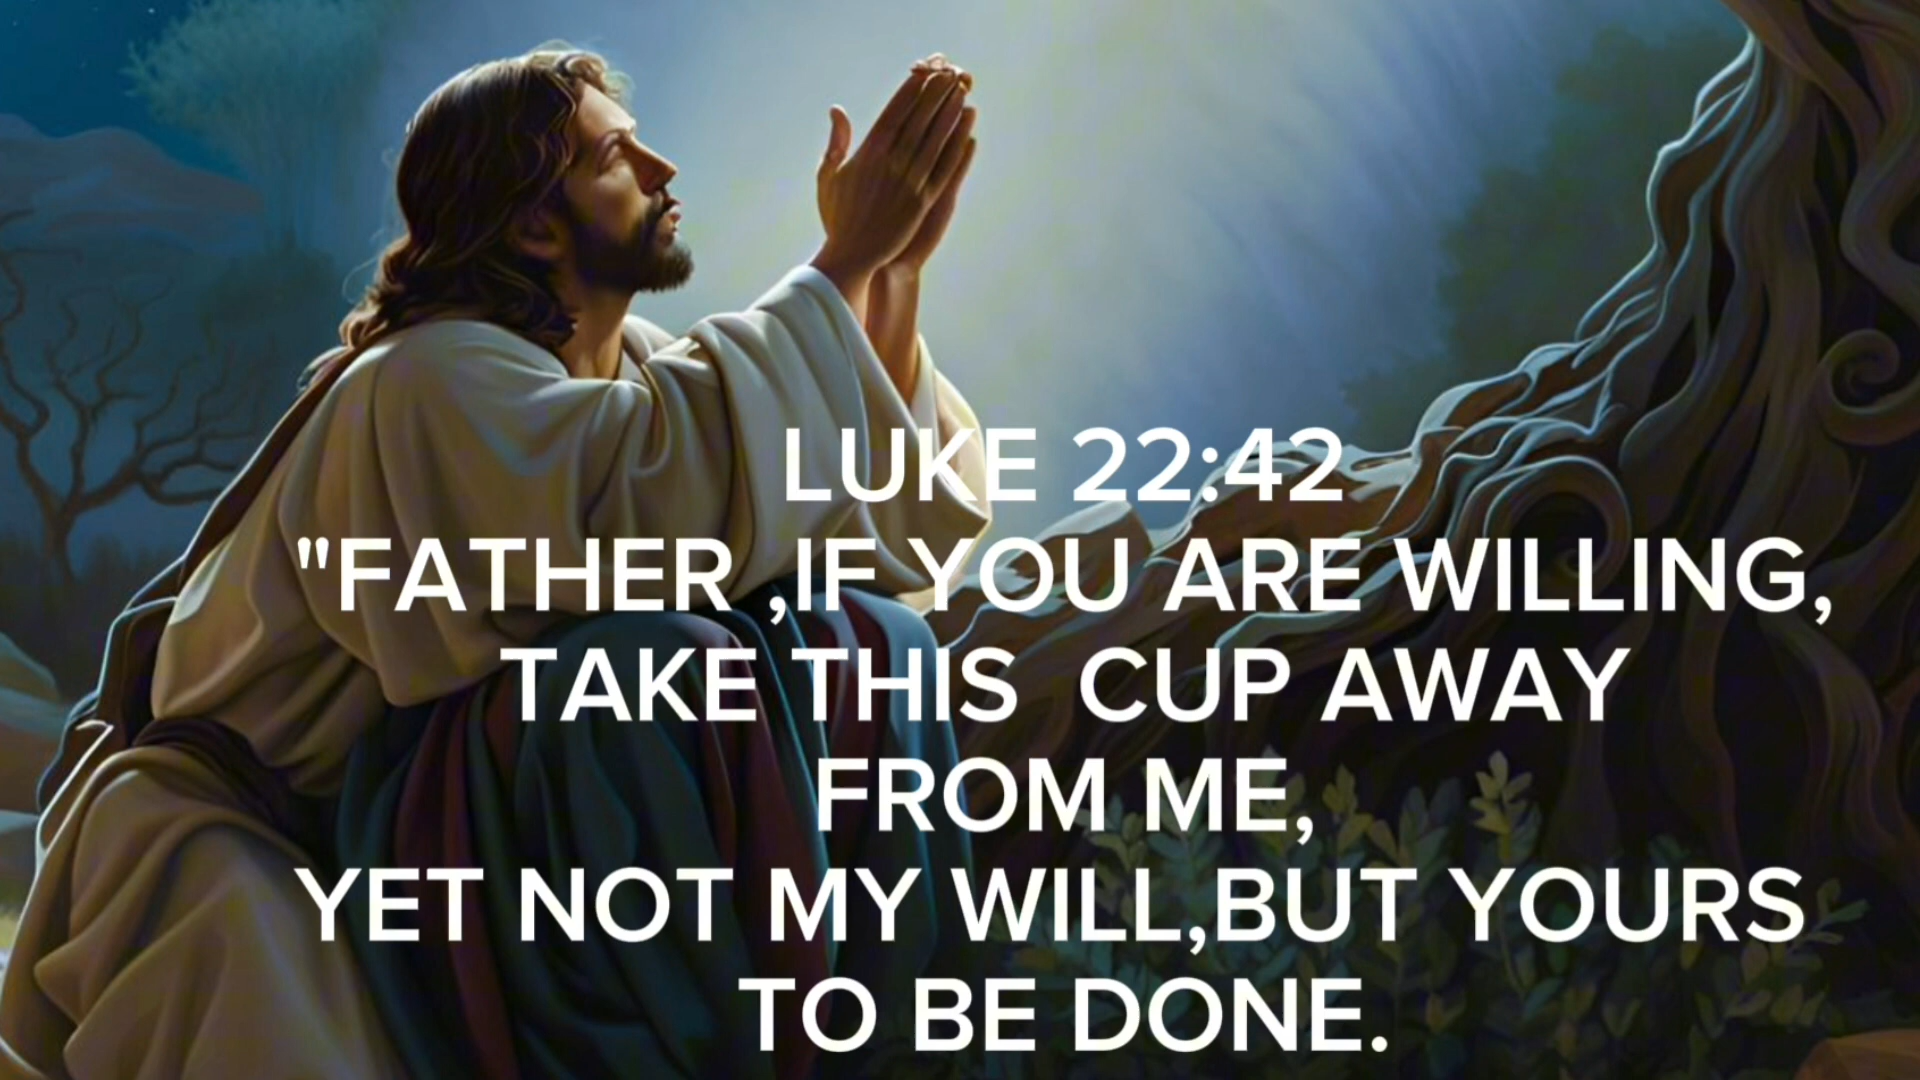 LUKE 22:42
"FATHER ,IF YOU ARE WILLING,
TAKE THIS  CUP AWAY
FROM ME,
YET NOT MY WILL,BUT YOURS
TO BE DONE.